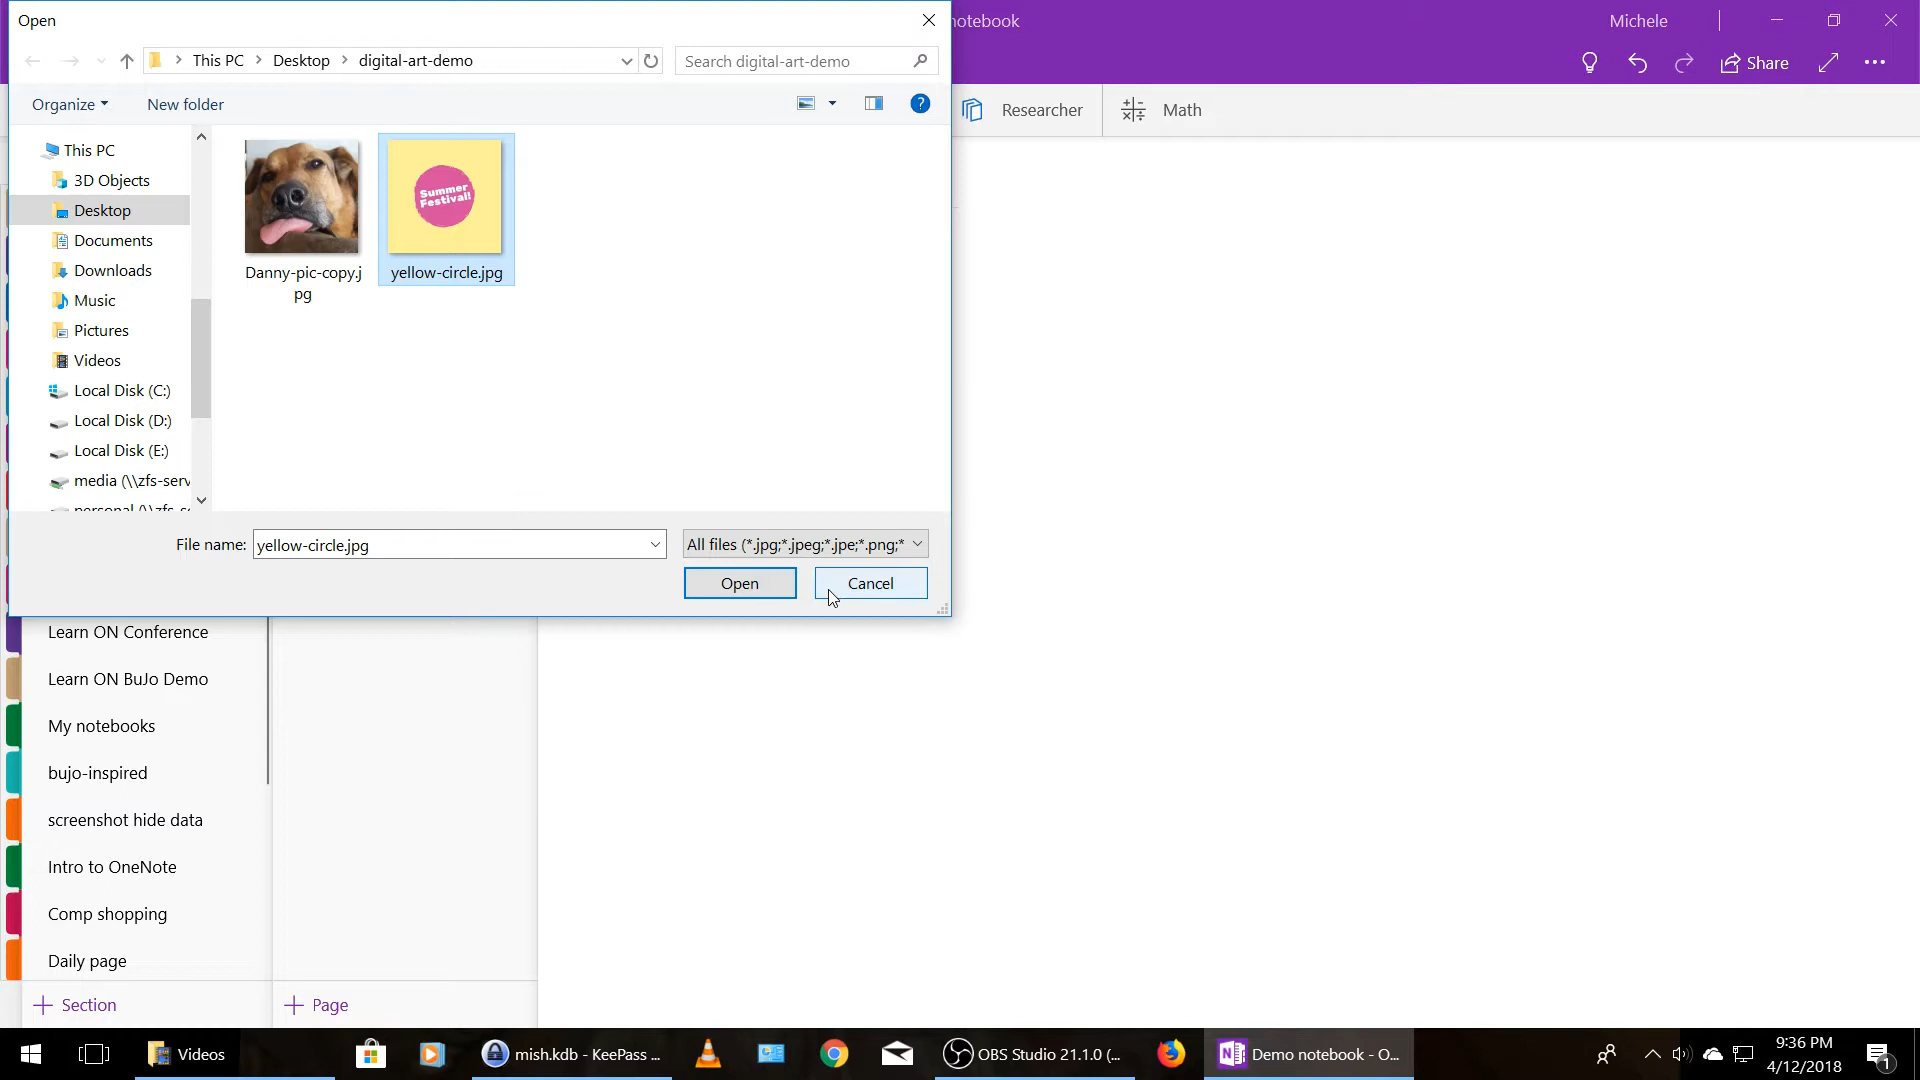 Open
notebook
Michele
This PC
Desktop
digital-art-demo
Search digital-art-demo
Share
Organize
New folder
Researcher
Math
This PC
3D Objects
Desktop
Documents
Downloads
Music
Pictures
Videos
Local Disk (C:)
Local Disk (D:)
Local Disk (E:)
media (\\zfs-serv
Summer
Festival!
Danny-pic-copy.j
pg
yellow-circle.jpg
File name:
yellow-circle.jpg
All files (*.jpg;*.jpeg;*.jpe;*.png;*
Open
Cancel
Learn ON Conference
Learn ON BuJo Demo
My notebooks
bujo-inspired
screenshot hide data
Intro to OneNote
Comp shopping
Daily page
Section
Page
Videos
mish.kdb - KeePass ...
OBS Studio 21.1.0 (...
Demo notebook - O...
9:36 PM
4/12/2018
1